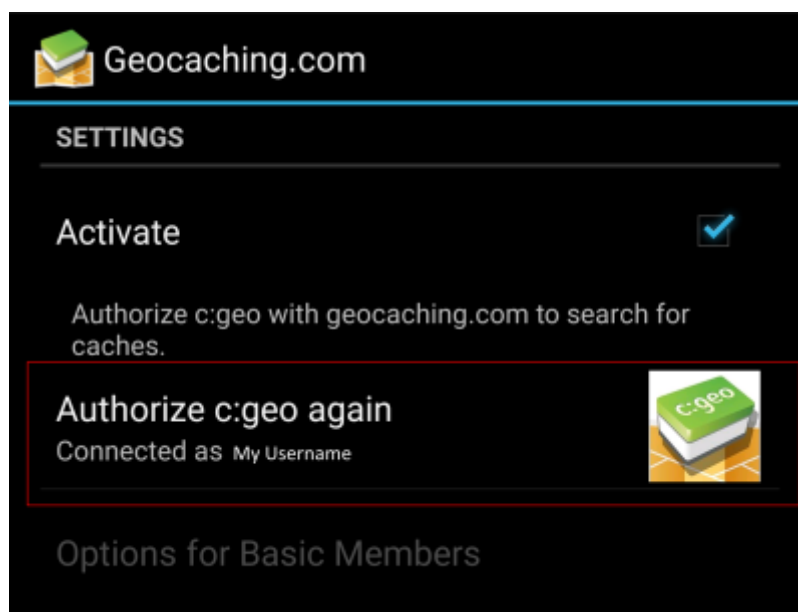 Geocaching.com
SETTINGS
Activate
Authorize c:geo with geocaching.com to search for
caches.
Authorize c:geo again
Connected as My Username
c:geo
Options for Basic Members